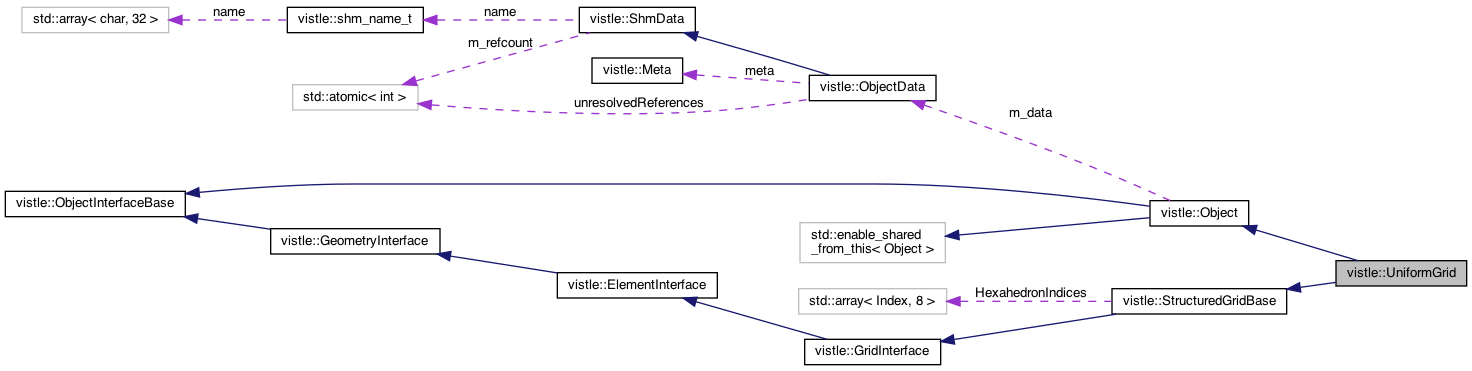 std::array< char, 32 >
name
vistle::shm_name_t
name
vistle::ShmData
m_refcount
vistle::Meta
meta
std::atomic< int >
unresolvedReferences
vistle::ObjectData
m_data
vistle::ObjectInterfaceBase
vistle::Object
vistle::GeometryInterface
std::enable_shared
_from_this< Object >
vistle::UniformGrid
vistle::ElementInterface
std::array< Index, 8 >
HexahedronIndices
vistle::StructuredGridBase
vistle::GridInterface